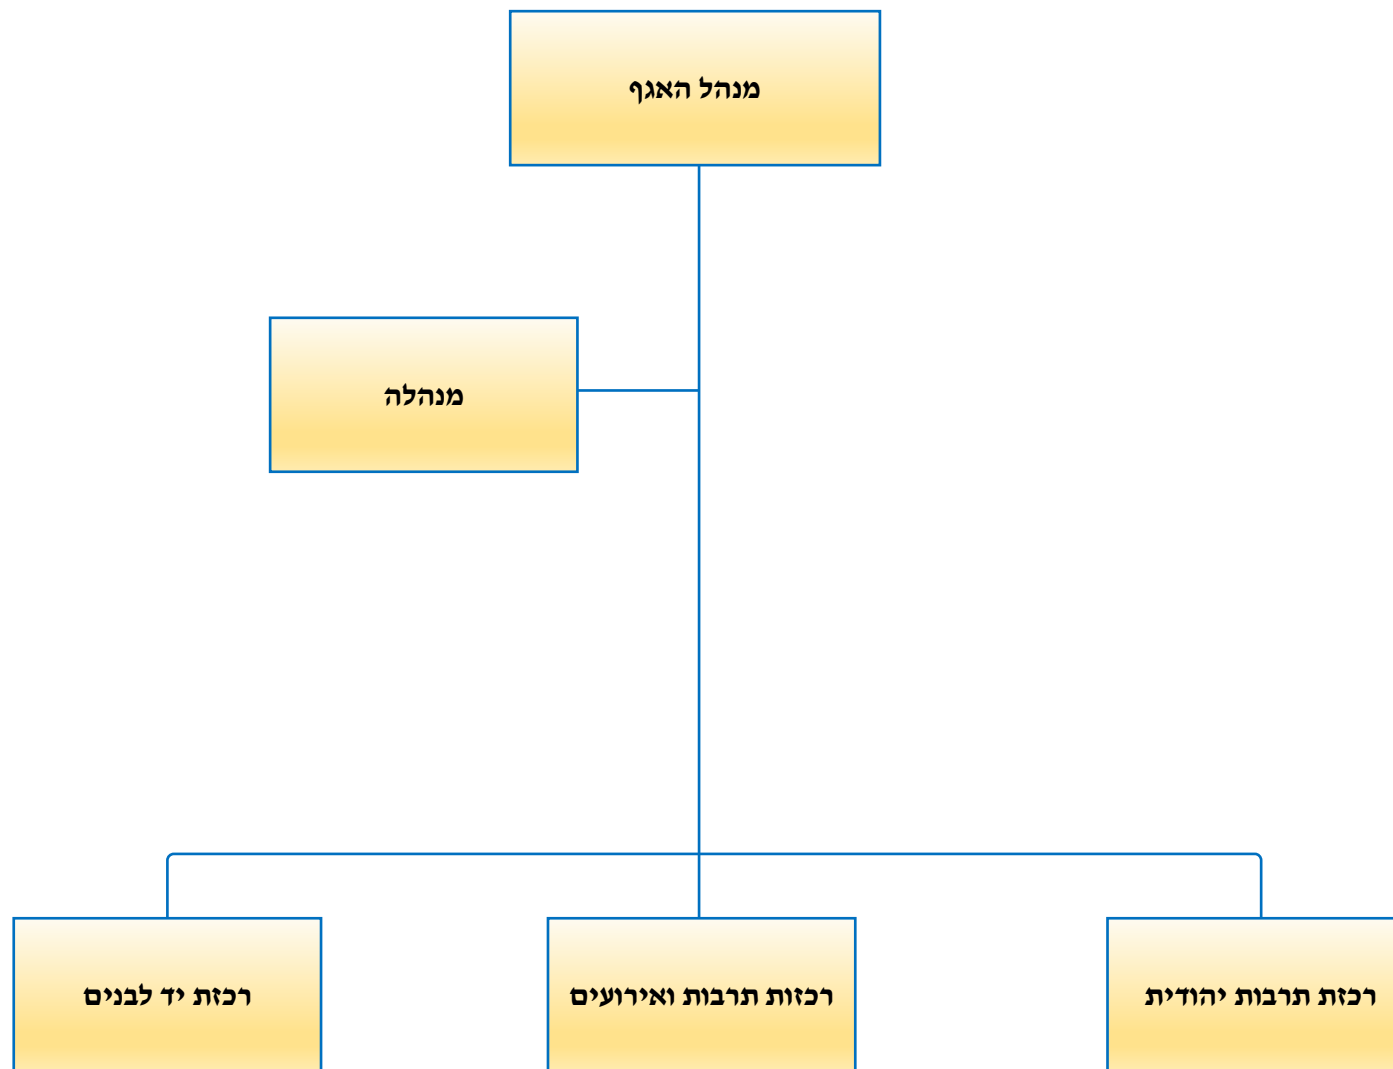 מנהל האגף
מנהלה
רכזת תרבות יהודית
רכזות תרבות ואירועים
רכזת יד לבנים